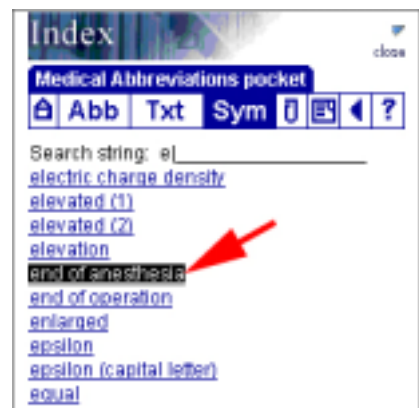 Index
close
Medical Abbreviations pocket
Abb Txt Sym ?
Search string: el
electric charge density
elevated (1)
elevated (2)
elevation
end of anesthesia
end of operation
enlarged
epsilon
epsilon (capital letter)
equal